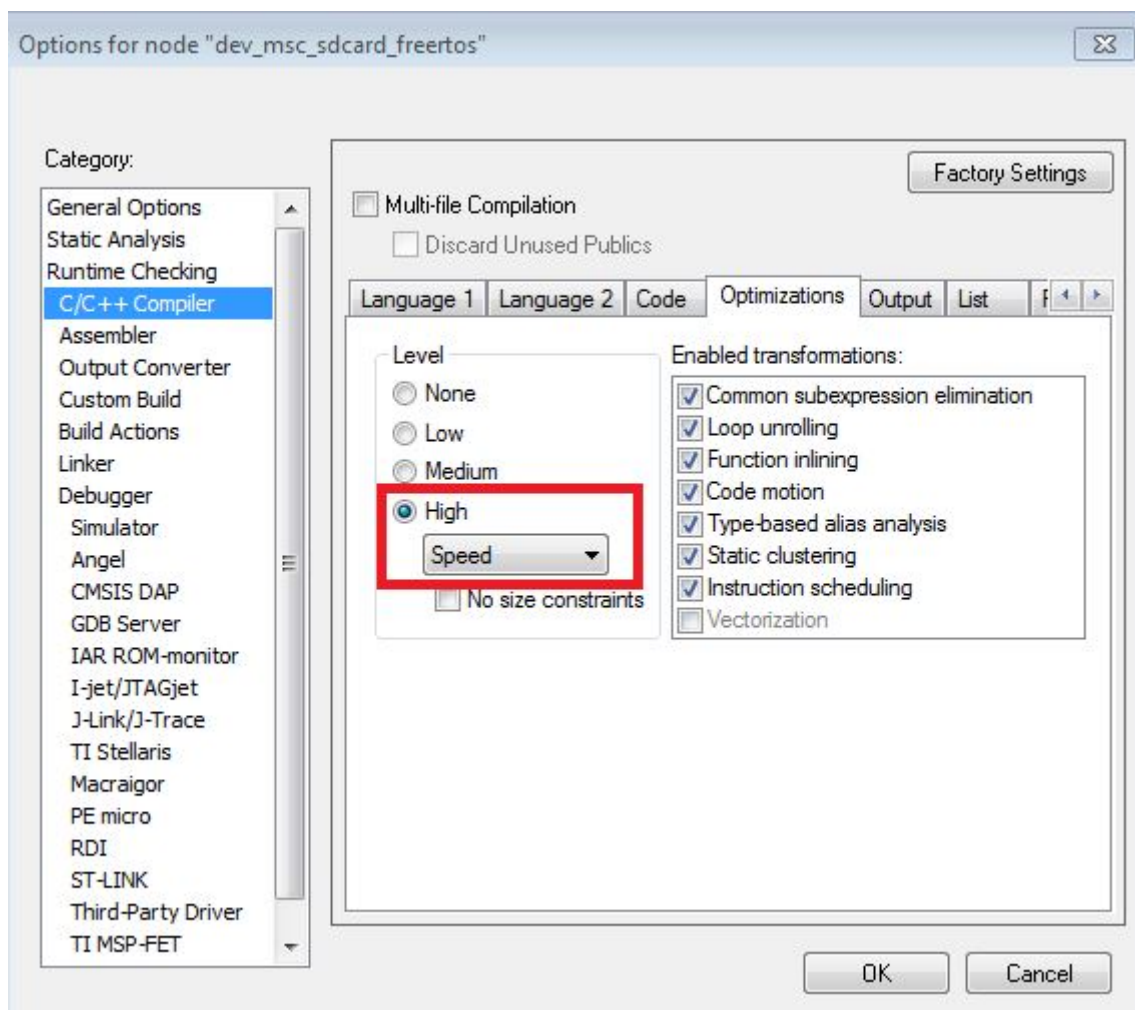 Options for node "dev_msc_sdcard_freertos"
Category:
General Options
Static Analysis
Runtime Checking
C/C++ Compiler
Assembler
Output Converter
Custom Build
Build Actions
Linker
Debugger
Simulator
Angel
CMSIS DAP
GDB Server
IAR ROM-monitor
I-jet/JTAGjet
J-Link/J-Trace
TI Stellaris
Macraigor
PE micro
RDI
ST-LINK
Third-Party Driver
TI MSP-FET
Factory Settings
Multi-file Compilation
Discard Unused Publics
Language 1 Language 2 Code Optimizations Output List
Level
None
Low
Medium
High
Speed
No size constraints
Enabled transformations:
Common subexpression elimination
Loop unrolling
Function inlining
Code motion
Type-based alias analysis
Static clustering
Instruction scheduling
Vectorization
OK Cancel